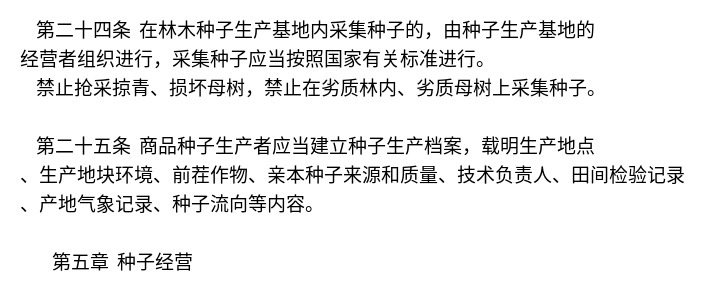 第二十四条 在林木种子生产基地内采集种子的，由种子生产基地的
经营者组织进行，采集种子应当按照国家有关标准进行。
禁止抢采掠青、损坏母树，禁止在劣质林内、劣质母树上采集种子。
第二十五条 商品种子生产者应当建立种子生产档案，载明生产地点
、生产地块环境、前茬作物、亲本种子来源和质量、技术负责人、田间检验记录
、产地气象记录、种子流向等内容。
第五章 种子经营